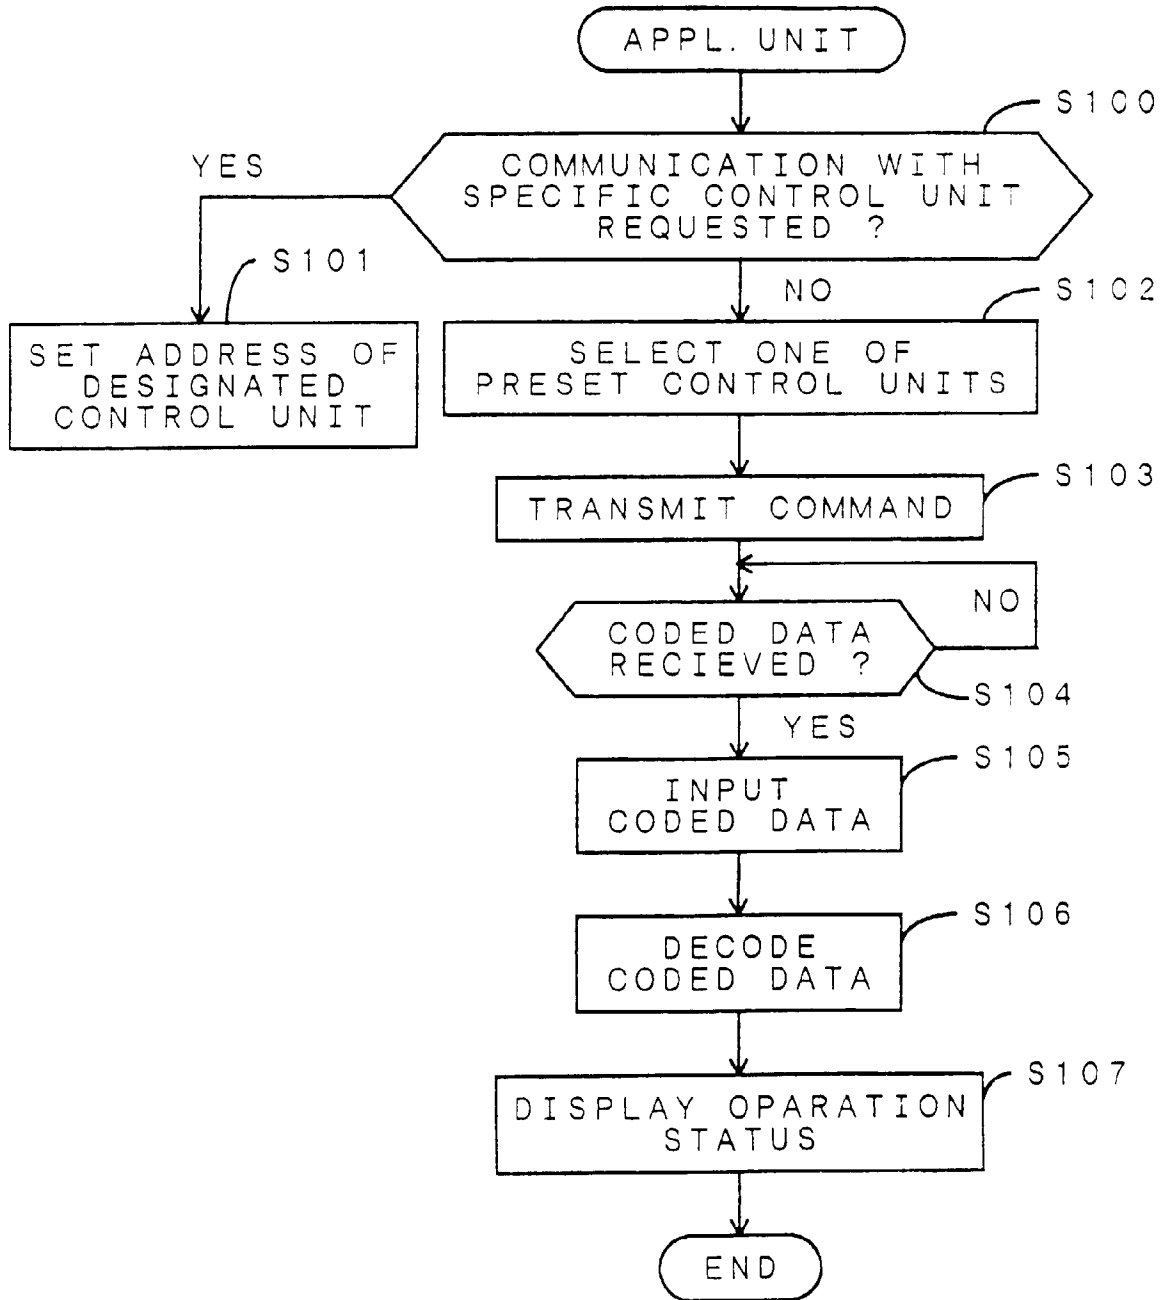 APPL. UNIT
S100
YES
COMMUNICATION WITH
SPECIFIC CONTROL UNIT
REQUESTED ?
S101
NO
S102
SET ADDRESS OF
DESIGNATED
CONTROL UNIT
SELECT ONE OF
PRESET CONTROL UNITS
S103
TRANSMIT COMMAND
NO
CODED DATA
RECIEVED ?
S104
YES
S105
INPUT
CODED DATA
S106
DECODE
CODED DATA
S107
DISPLAY OPARATION
STATUS
END